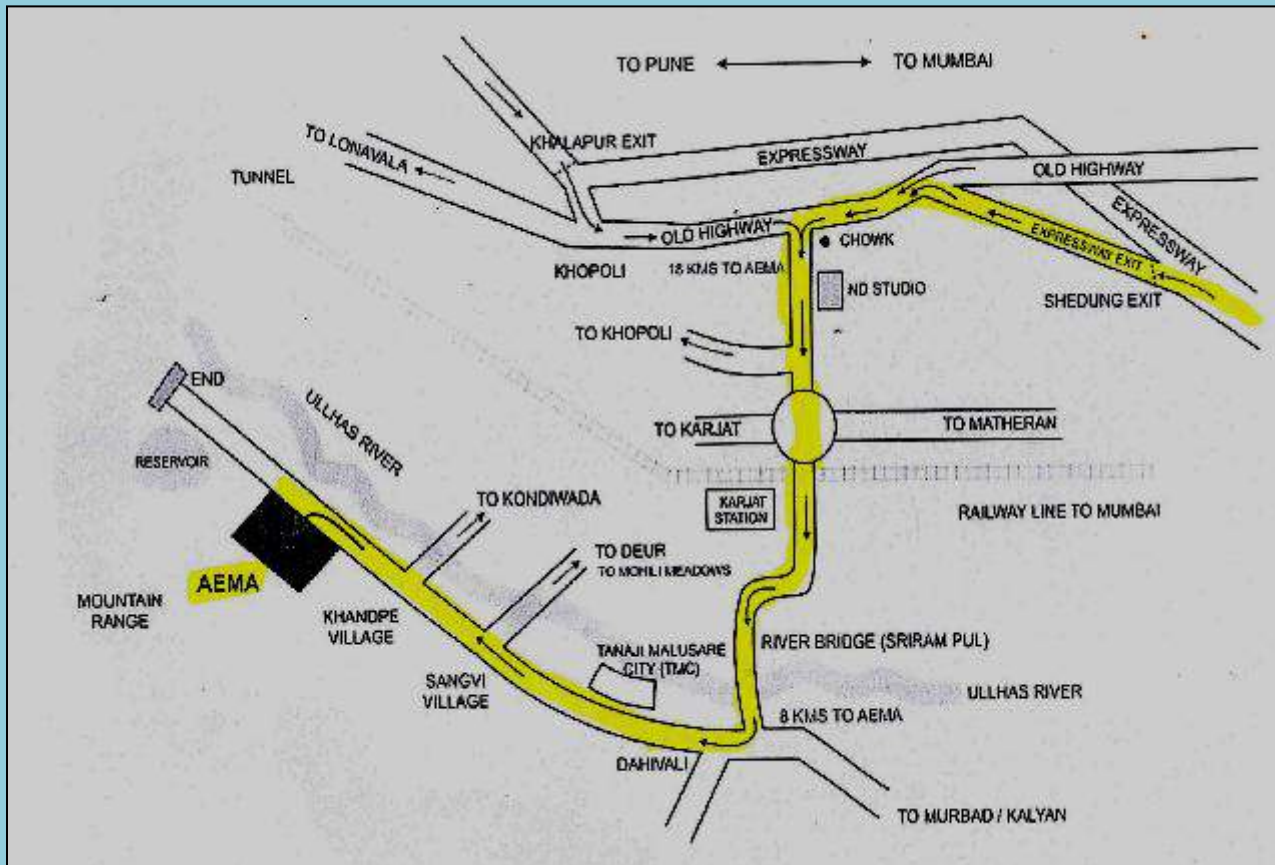 TO PUNE
TO MUMBAI
KHALAPUR EXIT
TO LONAVALA
TUNNEL
EXPRESSWAY
OLD HIGHWAY
EXPRESSWAY
EXPRESSWAY EXIT
SHEDUNG EXIT
OLD HIGHWAY
CHOWK
KHOPOLI
18 KMS TO AEMA
ND STUDIO
TO KHOPOLI
END
ULLHAS RIVER
TO KARJAT
TO MATHERAN
RESERVOIR
KARJAT
STATION
RAILWAY LINE TO MUMBAI
TO KONDIWADA
TO DEUR
TO MOHILI MEADOWS
AEMA
MOUNTAIN
RANGE
KHANDPE
VILLAGE
TANAJI MALUSARE
CITY (TMC)
RIVER BRIDGE (SRIRAM PUL)
SANGVI
VILLAGE
ULLHAS RIVER
8 KMS TO AEMA
DAHIVALI
TO MURBAD / KALYAN